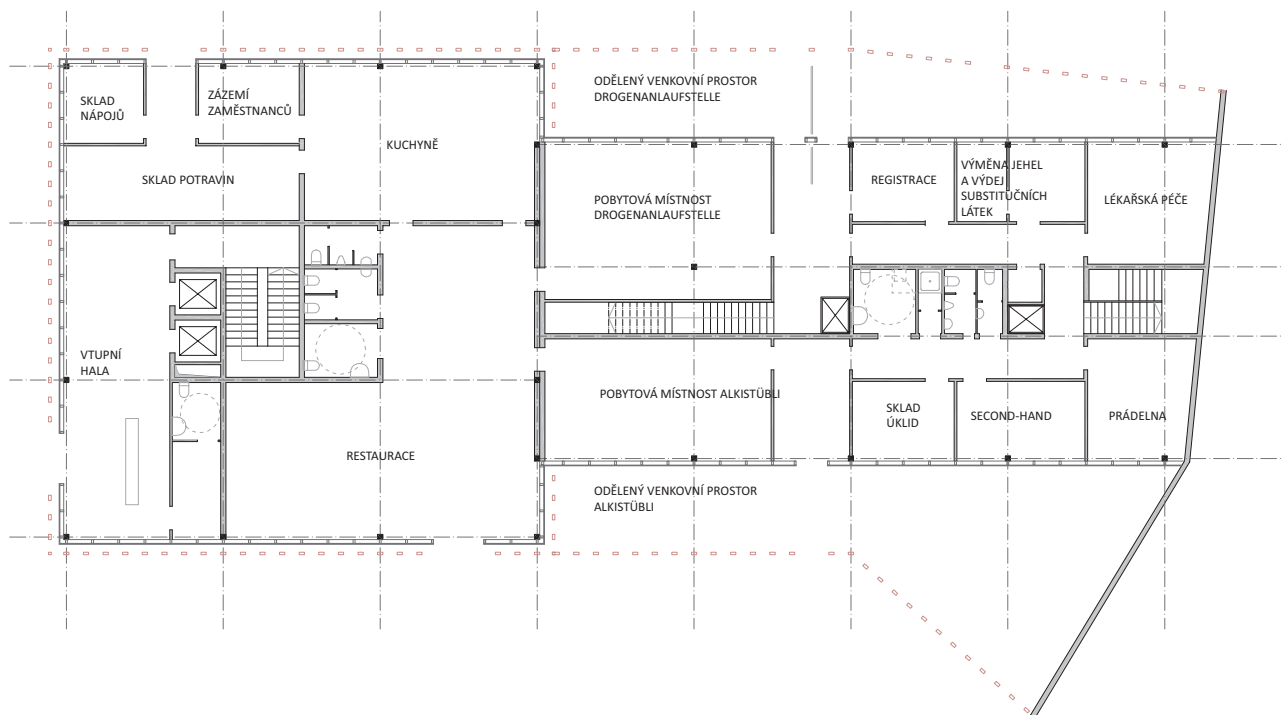 SKLAD
NÁPOJŮ
ZÁZEMÍ
ZAMĚSTNANCŮ
KUCHYNĚ
SKLAD POTRAVIN
ODĚLENÝ VENKOVNÍ PROSTOR
DROGENANLAUFSTELLE
POBYTOVÁ MÍSTNOST
DROGENANLAUFSTELLE
REGISTRACE
VÝMĚNA JEHEL
A VÝDEJ
SUBSTITUČNÍCH
LÁTEK
LÉKAŘSKÁ PÉČE
VTUPNÍ
HALA
RESTAURACE
POBYTOVÁ MÍSTNOST ALKISTÜBLI
SKLAD
ÚKLID
SECOND-HAND
PRÁDELNA
ODĚLENÝ VENKOVNÍ PROSTOR
ALKISTÜBLI